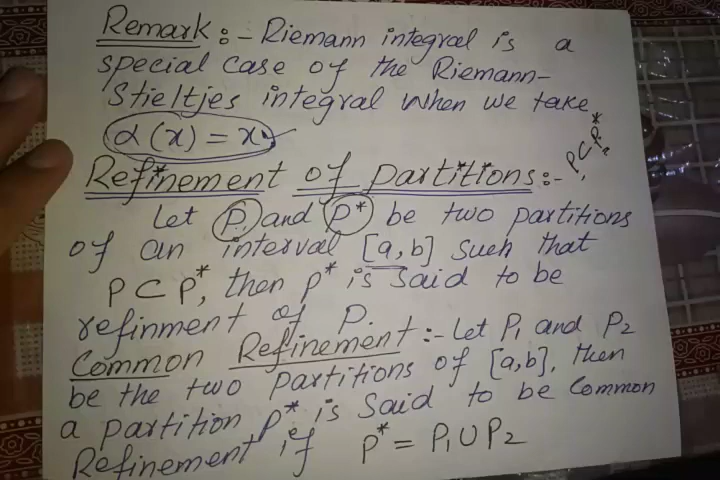 Remark :- Riemann integral is a
special case of the Riemann-
Stieltjes integral when we take
α(x) = x.
Refinement of partitions :- P ⊂ P*
Let P and P* be two partitions
of an interval [a,b] such that
P ⊂ P*, then P* is said to be
refinment of P.
Common Refinement :- Let P₁ and P₂
be the two partitions of [a,b], then
a partition P* is said to be Common
Refinement if P* = P₁ ∪ P₂